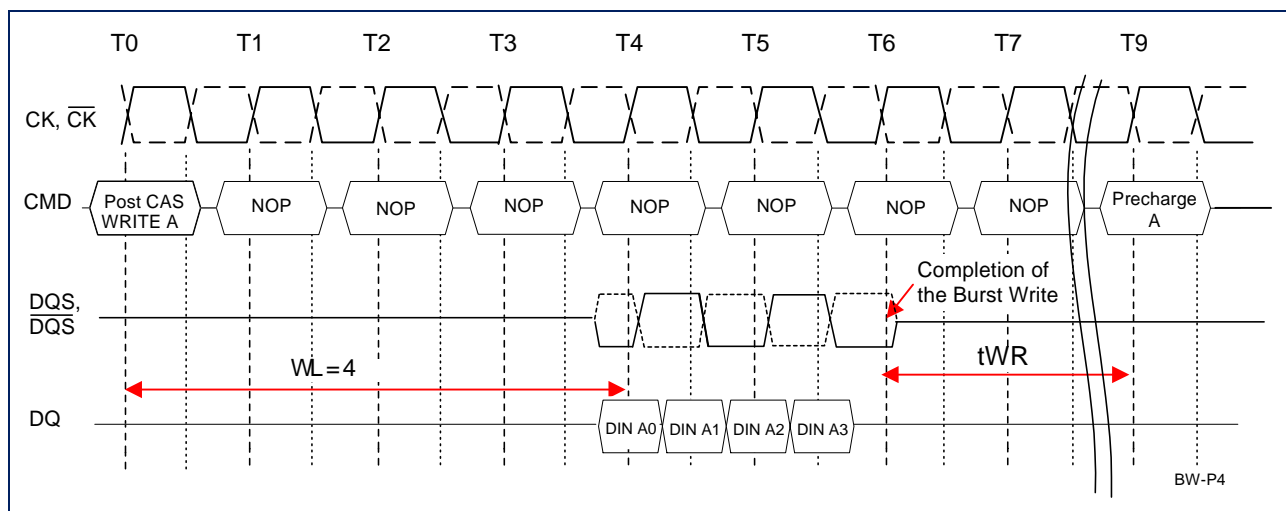 T0 T1 T2 T3 T4 T5 T6 T7 T9
CK, CK
CMD
Post CAS
WRITE A
NOP NOP NOP NOP NOP NOP NOP
Precharge
A
Completion of
the Burst Write
DQS,
DQS
WL=4
tWR
DQ
DIN A0 DIN A1 DIN A2 DIN A3
BW-P4